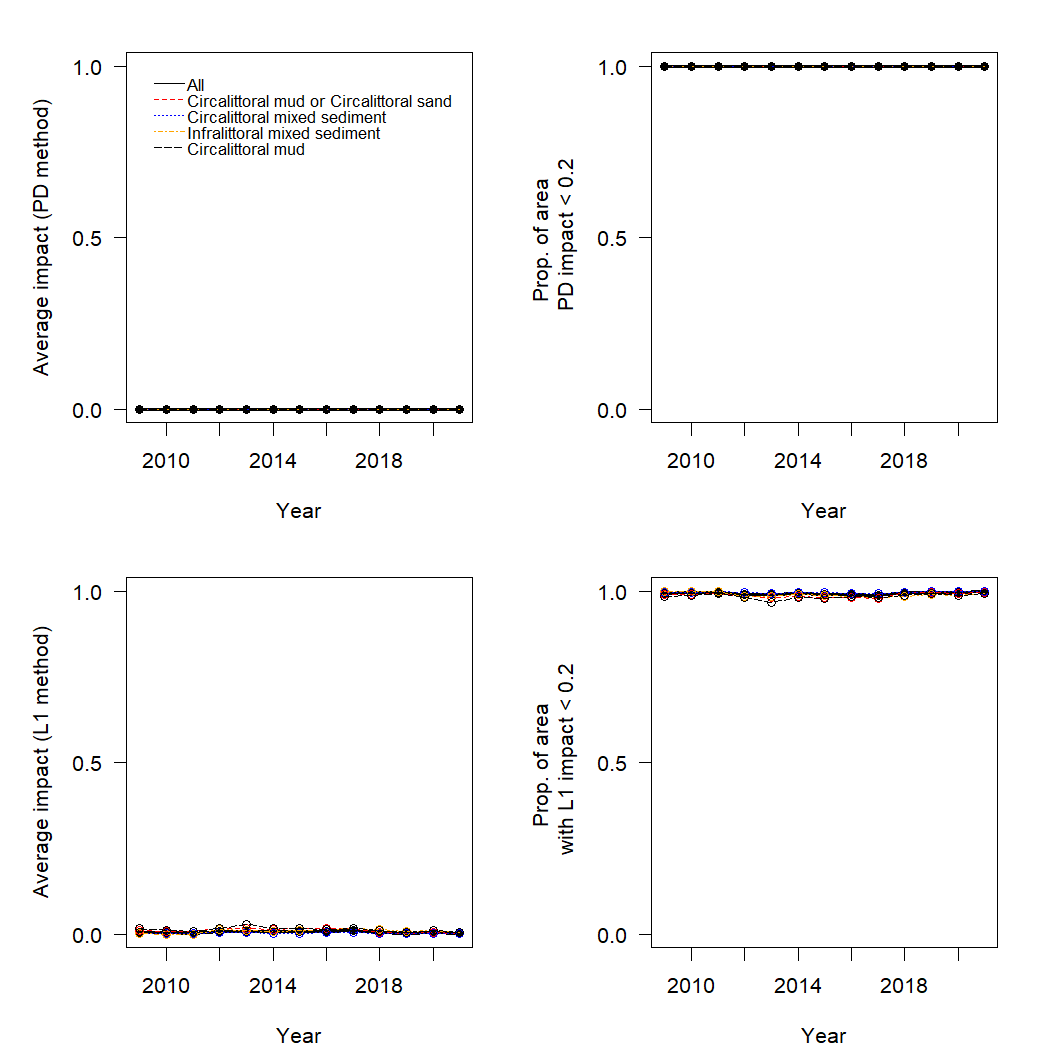 Average impact (PD method)
1.0
0.5
0.0
All
Circalittoral mud or Circalittoral sand
Circalittoral mixed sediment
Infralittoral mixed sediment
Circalittoral mud
2010 2014 2018
Year
Prop. of area
PD impact < 0.2
1.0
0.5
0.0
2010 2014 2018
Year
Average impact (L1 method)
1.0
0.5
0.0
2010 2014 2018
Year
Prop. of area
with L1 impact < 0.2
1.0
0.5
0.0
2010 2014 2018
Year